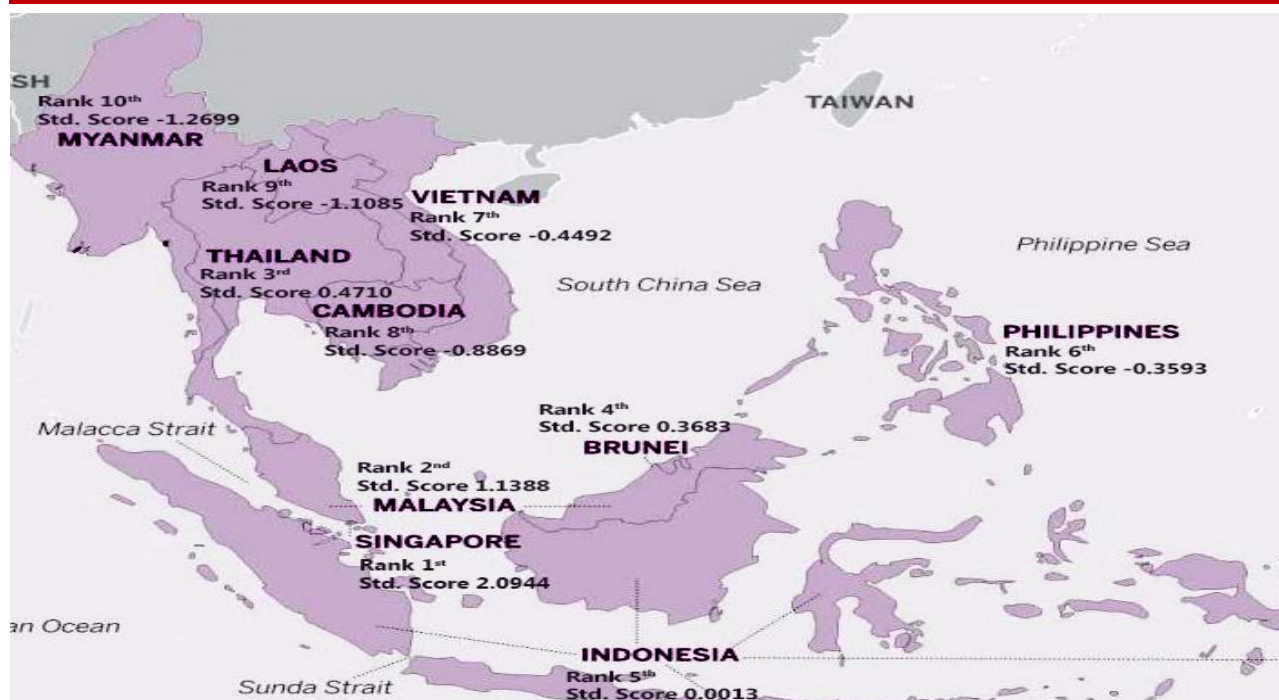 SH
TAIWAN
Rank 10th
Std. Score -1.2699
MYANMAR
LAOS
Rank 9th
Std. Score -1.1085
VIETNAM
Rank 7th
Std. Score -0.4492
THAILAND
Rank 3rd
Std. Score 0.4710
CAMBODIA
Rank 8th
Std. Score -0.8869
South China Sea
Philippine Sea
PHILIPPINES
Rank 6th
Std. Score -0.3593
Malacca Strait
Rank 4th
Std. Score 0.3683
BRUNEI
Rank 2nd
Std. Score 1.1388
MALAYSIA
SINGAPORE
Rank 1st
Std. Score 2.0944
an Ocean
Sunda Strait
INDONESIA
Rank 5th
Std. Score 0.0013